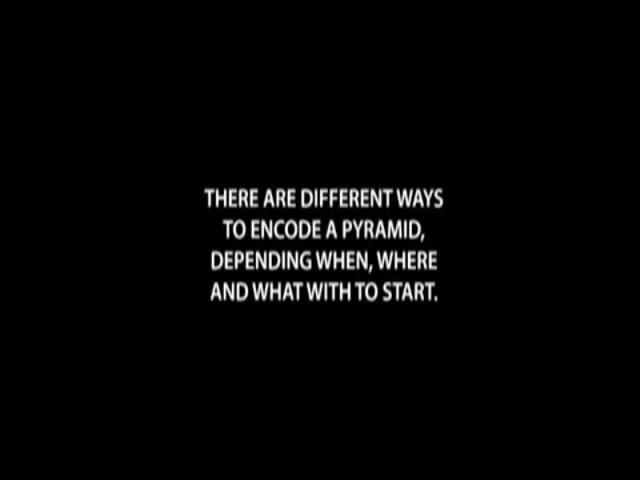 THERE ARE DIFFERENT WAYS
TO ENCODE A PYRAMID,
DEPENDING WHEN, WHERE
AND WHAT WITH TO START.